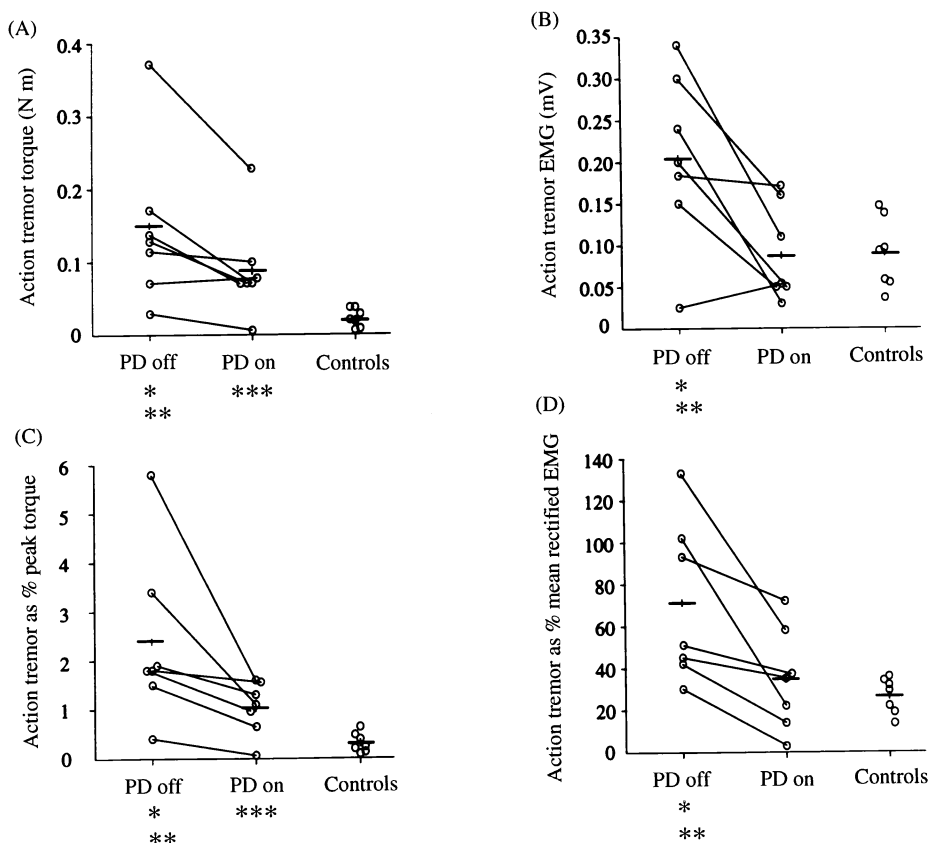 (A)
Action tremor torque (N m)
0.4
0.3
0.2
0.1
0
PD off
PD on
Controls
*
***
**
(B)
Action tremor EMG (mV)
0.35
0.30
0.25
0.20
0.15
0.10
0.05
0
PD off
PD on
Controls
*
**
(C)
Action tremor as % peak torque
6
5
4
3
2
1
0
PD off
PD on
Controls
*
***
**
(D)
Action tremor as % mean rectified EMG
140
120
100
80
60
40
20
0
PD off
PD on
Controls
*
**